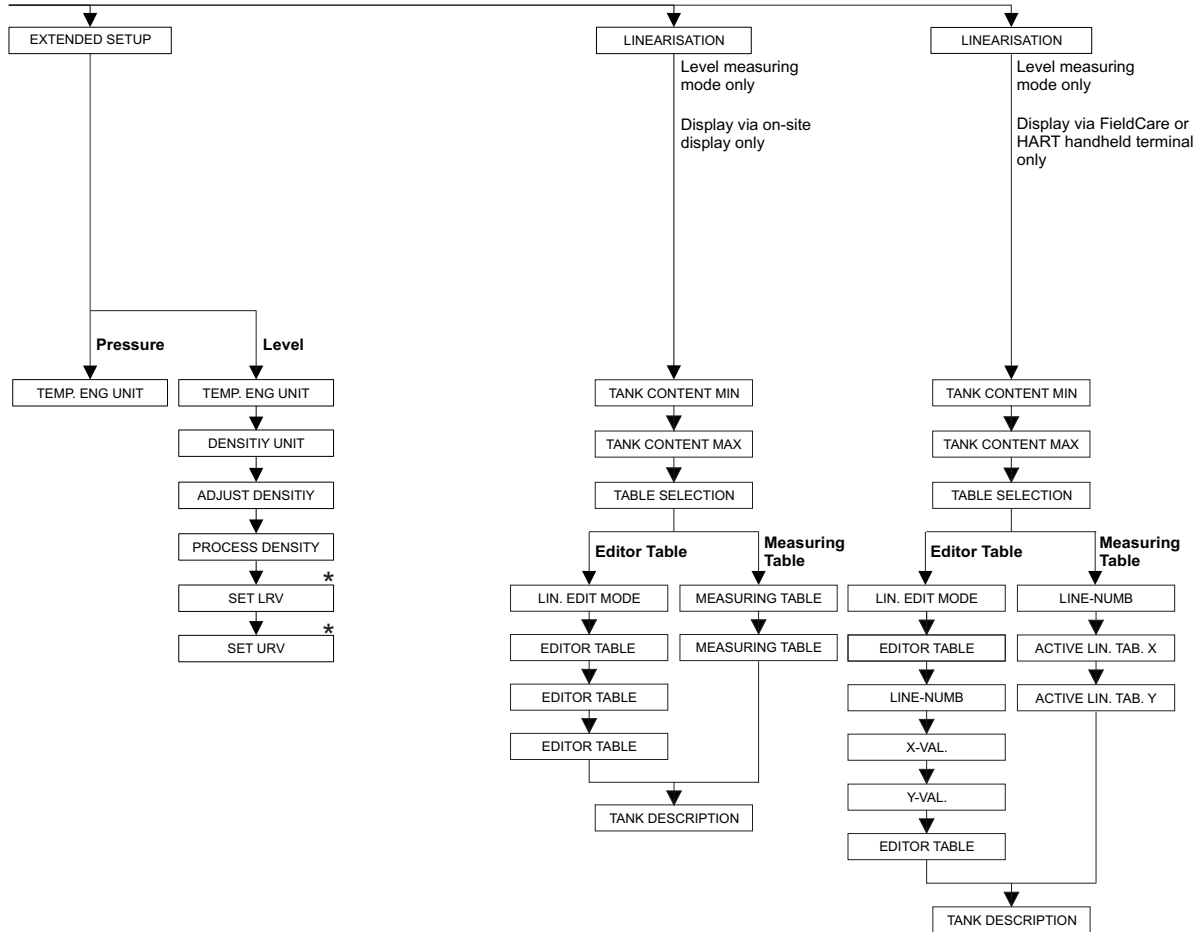 EXTENDED SETUP
LINEARISATION
LINEARISATION
Level measuring
mode only
Display via on-site
display only
Level measuring
mode only
Display via FieldCare or
HART handheld terminal
only
Pressure
Level
TEMP. ENG UNIT
TEMP. ENG UNIT
DENSITIY UNIT
ADJUST DENSITIY
PROCESS DENSITY
*
SET LRV
*
SET URV
TANK CONTENT MIN
TANK CONTENT MAX
TABLE SELECTION
Editor Table
Measuring
Table
LIN. EDIT MODE
EDITOR TABLE
EDITOR TABLE
EDITOR TABLE
MEASURING TABLE
MEASURING TABLE
TANK DESCRIPTION
TANK CONTENT MIN
TANK CONTENT MAX
TABLE SELECTION
Editor Table
Measuring
Table
LIN. EDIT MODE
EDITOR TABLE
LINE-NUMB
X-VAL.
Y-VAL.
EDITOR TABLE
LINE-NUMB
ACTIVE LIN. TAB. X
ACTIVE LIN. TAB. Y
TANK DESCRIPTION